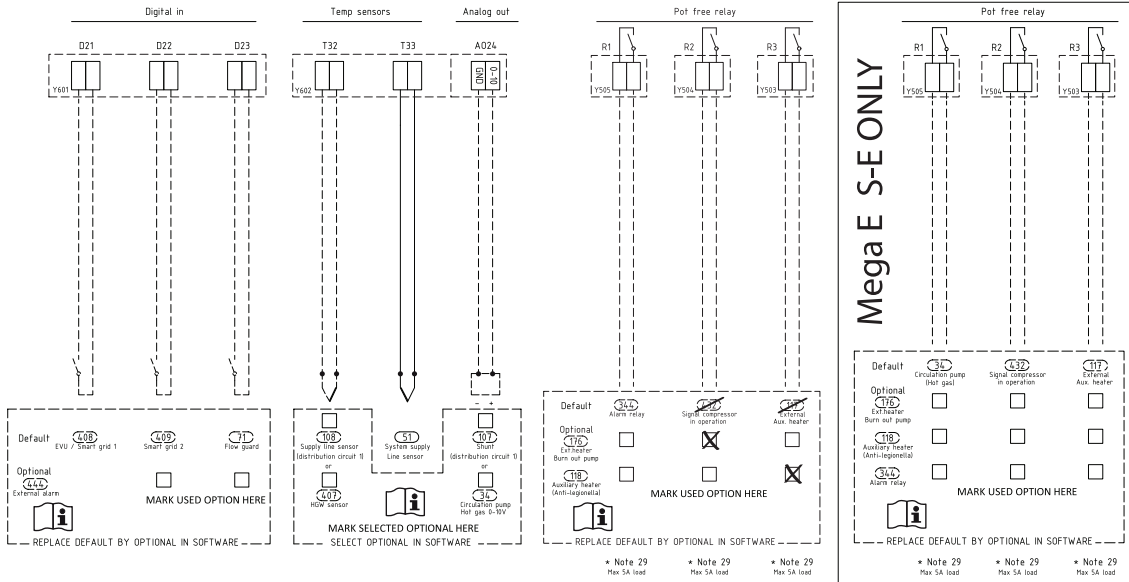 Digital in
D21
D22
D23
Y601
408
EVU / Smart grid 1
409
Smart grid 2
71
Flow guard
Default
Optional
444
External alarm
MARK USED OPTION HERE
i
REPLACE DEFAULT BY OPTIONAL IN SOFTWARE
Temp sensors
Analog out
T32
T33
AO24
Y602
GND
0-10
- +
108
Supply line sensor
(distribution circuit 1)
or
407
HGW sensor
51
System supply
Line sensor
107
Shunt
(distribution circuit 1)
or
34
Circulation pump
Hot gas 0-10V
i
MARK SELECTED OPTIONAL HERE
SELECT OPTIONAL IN SOFTWARE
Pot free relay
R1
R2
R3
Y505
Y504
Y503
Default
344
Alarm relay
432
Signal compressor
in operation
117
External
Aux. heater
Optional
176
Ext.heater
Burn out pump
118
Auxiliary heater
(Anti-legionella)
MARK USED OPTION HERE
i
REPLACE DEFAULT BY OPTIONAL IN SOFTWARE
* Note 29
Max 5A load
* Note 29
Max 5A load
* Note 29
Max 5A load
Mega E S-E ONLY
Pot free relay
R1
R2
R3
Y505
Y504
Y503
Default
34
Circulation pump
(Hot gas)
432
Signal compressor
in operation
117
External
Aux. heater
Optional
176
Ext.heater
Burn out pump
118
Auxiliary heater
(Anti-legionella)
344
Alarm relay
MARK USED OPTION HERE
i
REPLACE DEFAULT BY OPTIONAL IN SOFTWARE
* Note 29
Max 5A load
* Note 29
Max 5A load
* Note 29
Max 5A load